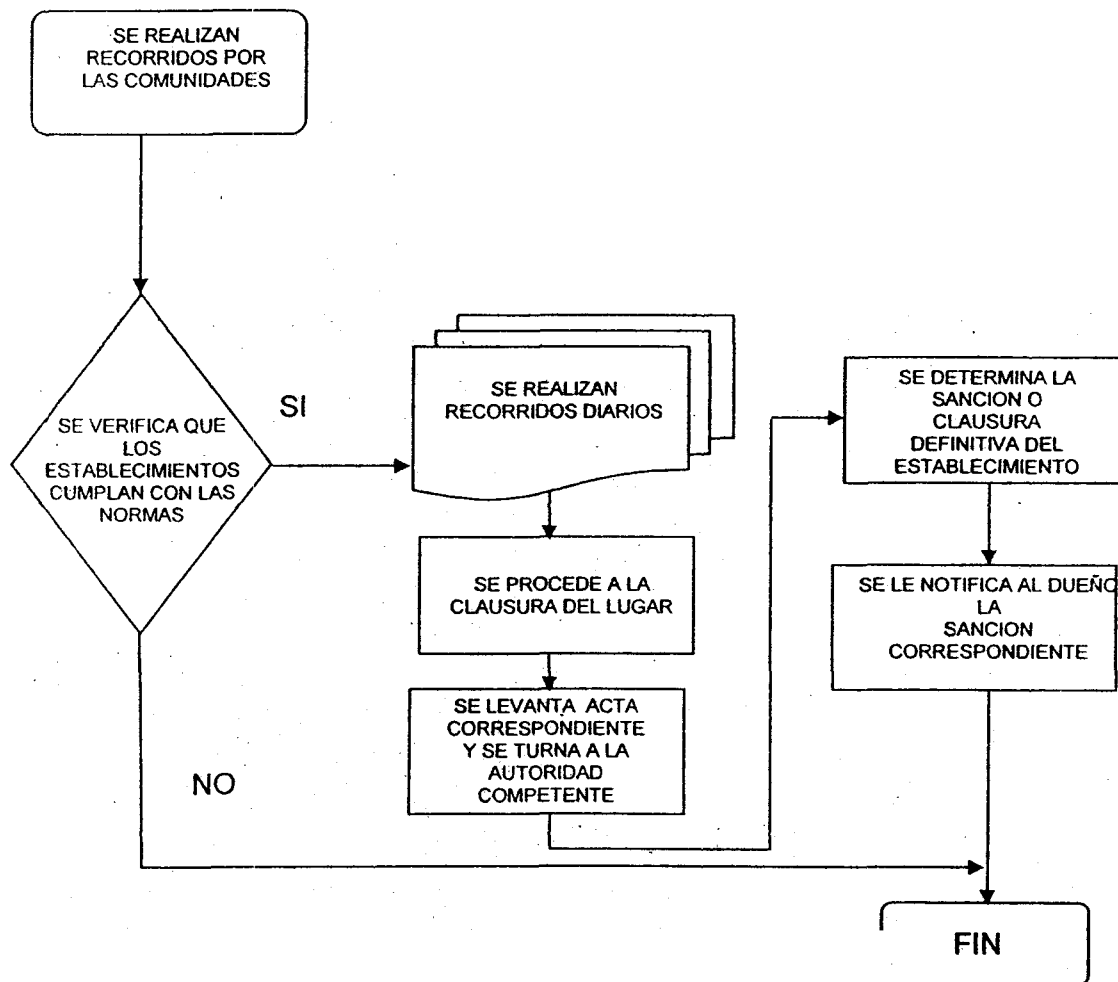 SE REALIZAN
RECORRIDOS POR
LAS COMUNIDADES
SE VERIFICA QUE
LOS
ESTABLECIMIENTOS
CUMPLAN CON LAS
NORMAS
SI
NO
SE REALIZAN
RECORRIDOS DIARIOS
SE PROCEDE A LA
CLAUSURA DEL LUGAR
SE LEVANTA ACTA
CORRESPONDIENTE
Y SE TURNA A LA
AUTORIDAD
COMPETENTE
SE DETERMINA LA
SANCION O
CLAUSURA
DEFINITIVA DEL
ESTABLECIMIENTO
SE LE NOTIFICA AL DUEÑO
LA
SANCION
CORRESPONDIENTE
FIN